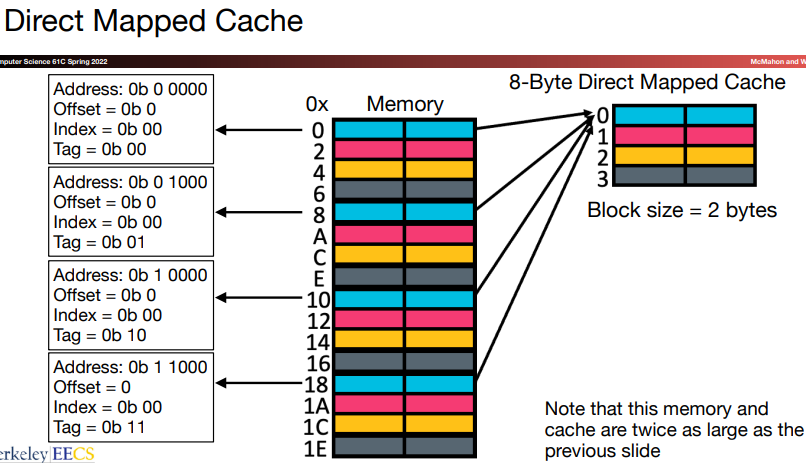 Direct Mapped Cache
mputer Science 61C Spring 2022
McMahon and W
Address: 0b 0 0000
Offset = 0b 0
Index = 0b 00
Tag = 0b 00
Address: 0b 0 1000
Offset = 0b 0
Index = 0b 00
Tag = 0b 01
Address: 0b 1 0000
Offset = 0b 0
Index = 0b 00
Tag = 0b 10
Address: 0b 1 1000
Offset = 0
Index = 0b 00
Tag = 0b 11
0x Memory
0
2
4
6
8
A
C
E
10
12
14
16
18
1A
1C
1E
8-Byte Direct Mapped Cache
0
1
2
3
Block size = 2 bytes
Note that this memory and
cache are twice as large as the
previous slide
erkeley EECS